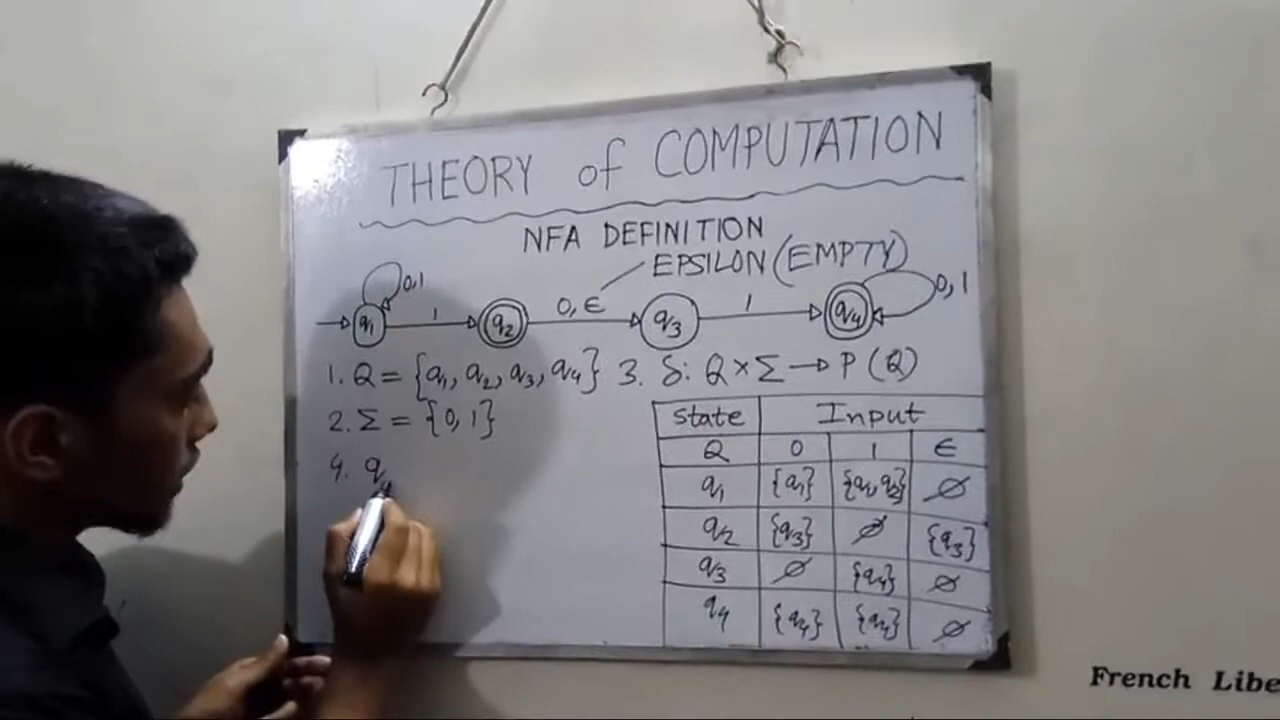 THEORY of COMPUTATION
NFA DEFINITION
EPSILON (EMPTY)
0,1 1 0, ϵ 1 0, 1
q1 q2 q3 q4
1. Q = {q1, q2, q3, q4} 3. δ: Q × Σ → P (Q)
2. Σ = {0, 1}
4. q
State Input
Q 0 1 ϵ
q1 {q1} {q1, q2} ∅
q2 {q3} ∅ {q3}
q3 ∅ {q4} ∅
q4 {q4} {q4} ∅
French Libe